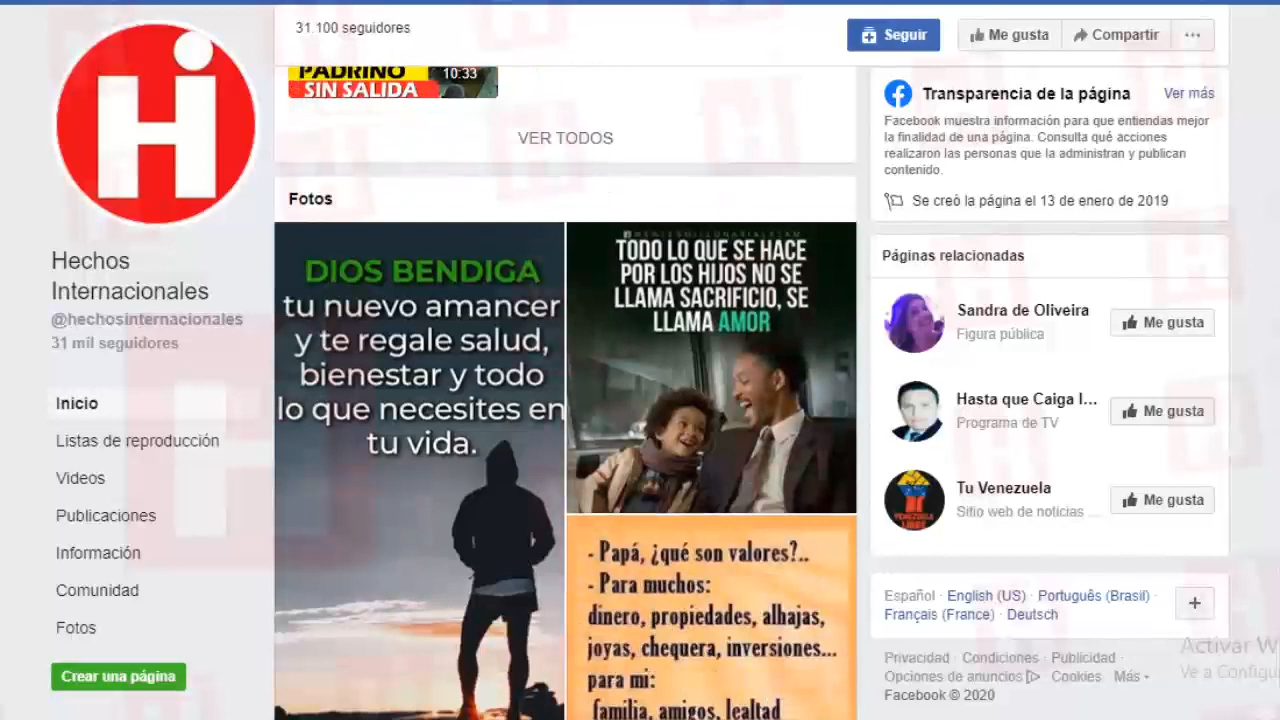 31.100 seguidores
Seguir
Me gusta
Compartir
Hi
Hechos
Internacionales
@hechosinternacionales
31 mil seguidores
Inicio
Listas de reproducción
Videos
Publicaciones
Información
Comunidad
Fotos
Crear una página
PADRINO
SIN SALIDA
10:33
VER TODOS
Fotos
DIOS BENDIGA
tu nuevo amancer
y te regale salud,
bienestar y todo
lo que necesites en
tu vida.
TODO LO QUE SE HACE
POR LOS HIJOS NO SE
LLAMA SACRIFICIO, SE
LLAMA AMOR
- Papá, ¿qué son valores?..
- Para muchos:
dinero, propiedades, alhajas,
joyas, chequera, inversiones...
para mi:
familia, amigos, lealtad
Transparencia de la página
Ver más
Facebook muestra información para que entiendas mejor
la finalidad de una página. Consulta qué acciones
realizaron las personas que la administran y publican
contenido.
Se creó la página el 13 de enero de 2019
Páginas relacionadas
Sandra de Oliveira
Figura pública
Me gusta
Hasta que Caiga l...
Programa de TV
Me gusta
Tu Venezuela
Sitio web de noticias ...
Me gusta
Español · English (US) · Português (Brasil) ·
Français (France) · Deutsch
Privacidad · Condiciones · Publicidad ·
Opciones de anuncios · Cookies · Más
Facebook © 2020
Activar W
Ve a Configu